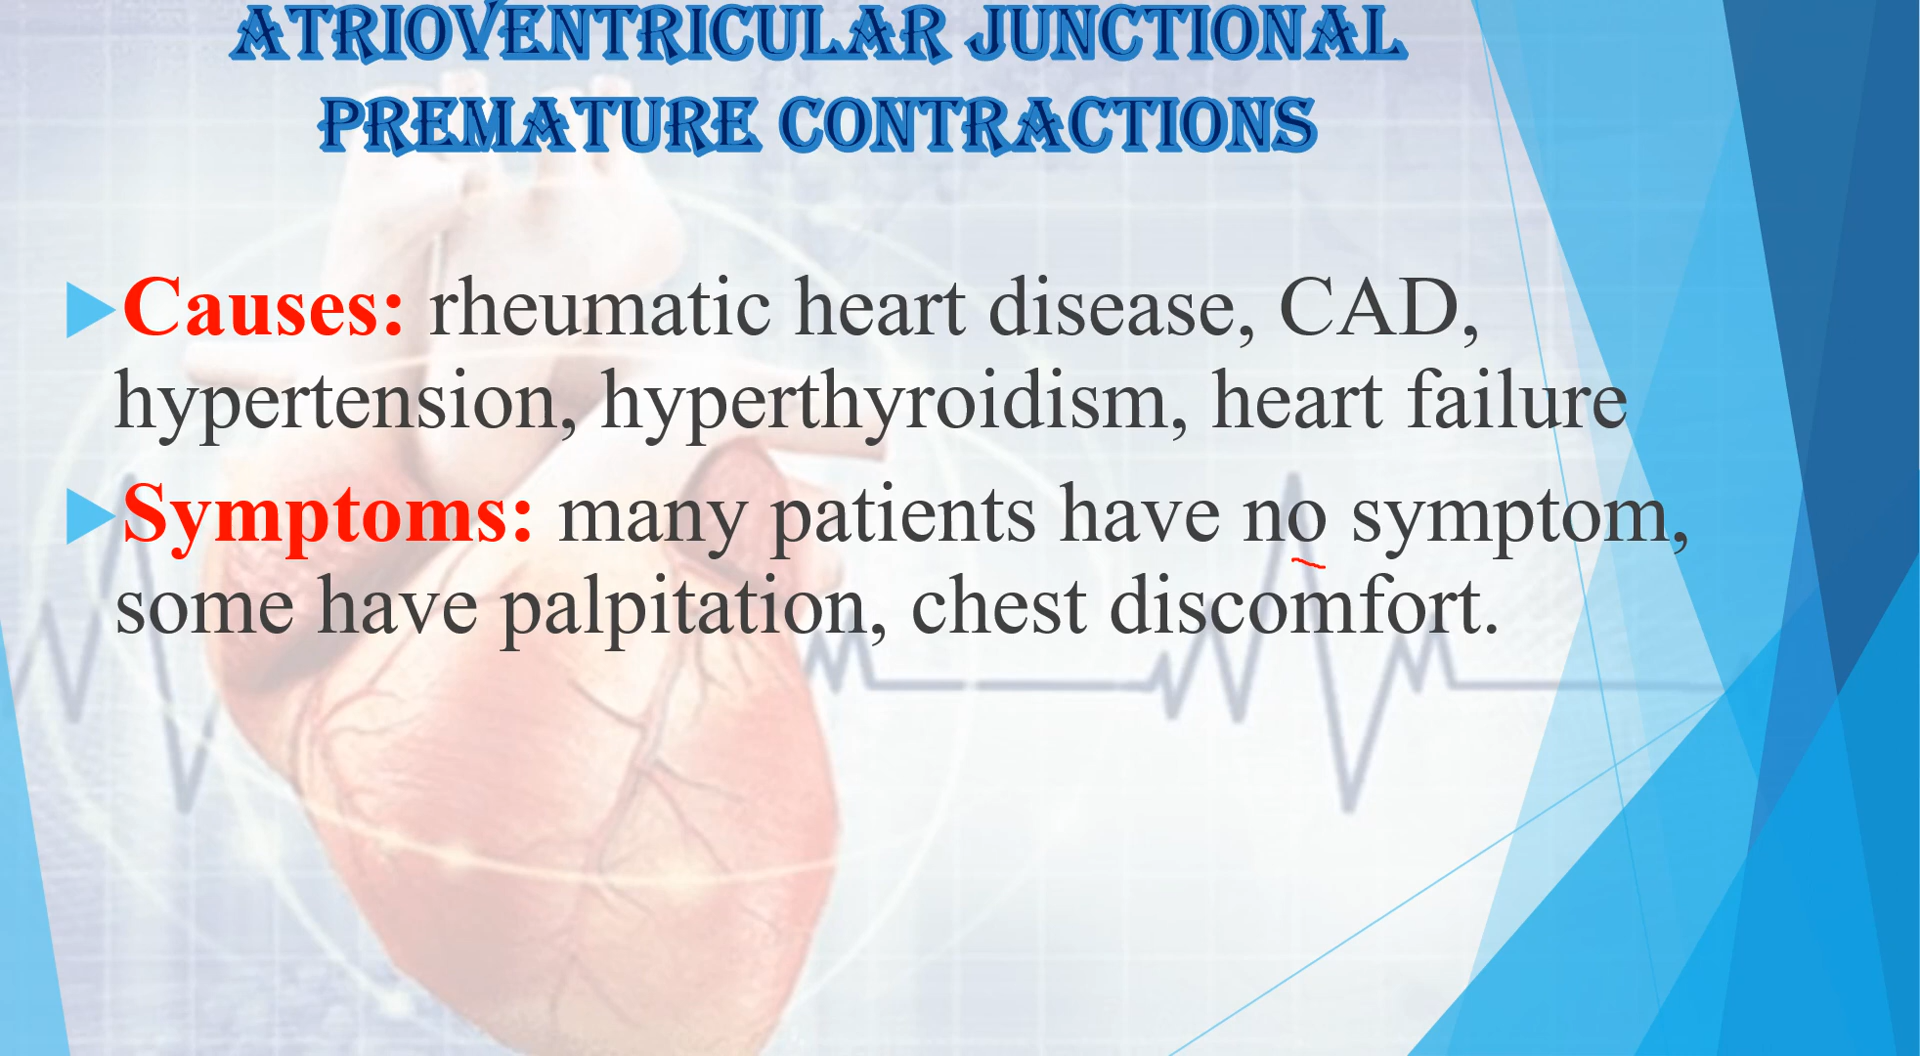 ATRIOVENTRICULAR JUNCTIONAL
PREMATURE CONTRACTIONS
Causes: rheumatic heart disease, CAD,
hypertension, hyperthyroidism, heart failure
Symptoms: many patients have no symptom,
some have palpitation, chest discomfort.